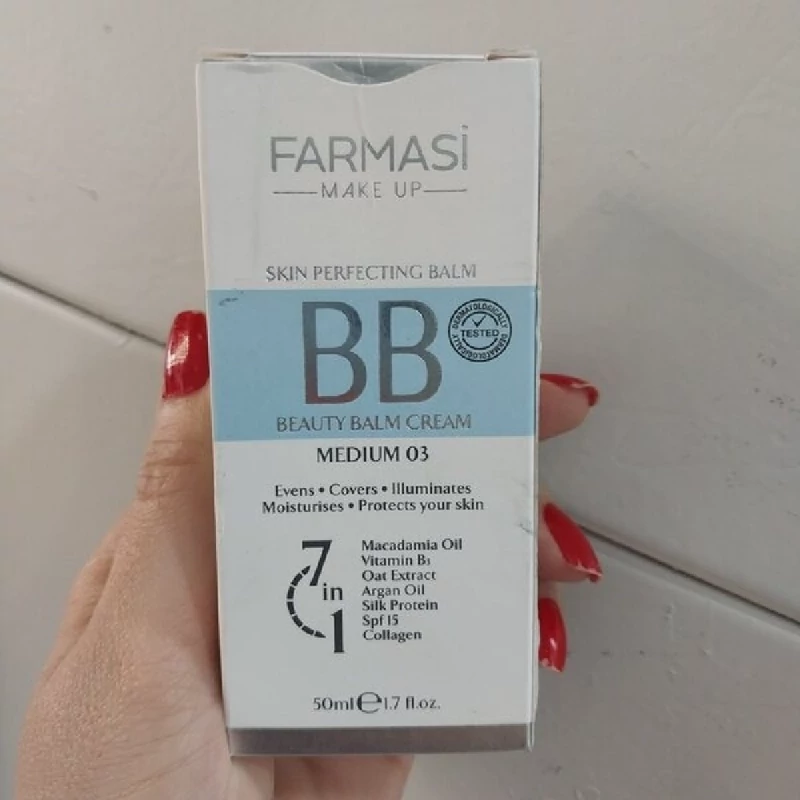 FARMASİ
MAKE UP
SKIN PERFECTING BALM
BB
DERMATOLOGICALLY
TESTED
DERMATOLOGICALLY
BEAUTY BALM CREAM
MEDIUM 03
Evens • Covers • Illuminates
Moisturises • Protects your skin
7 in 1
Macadamia Oil
Vitamin B₃
Oat Extract
Argan Oil
Silk Protein
Spf 15
Collagen
50ml ℮ 1.7 fl.oz.